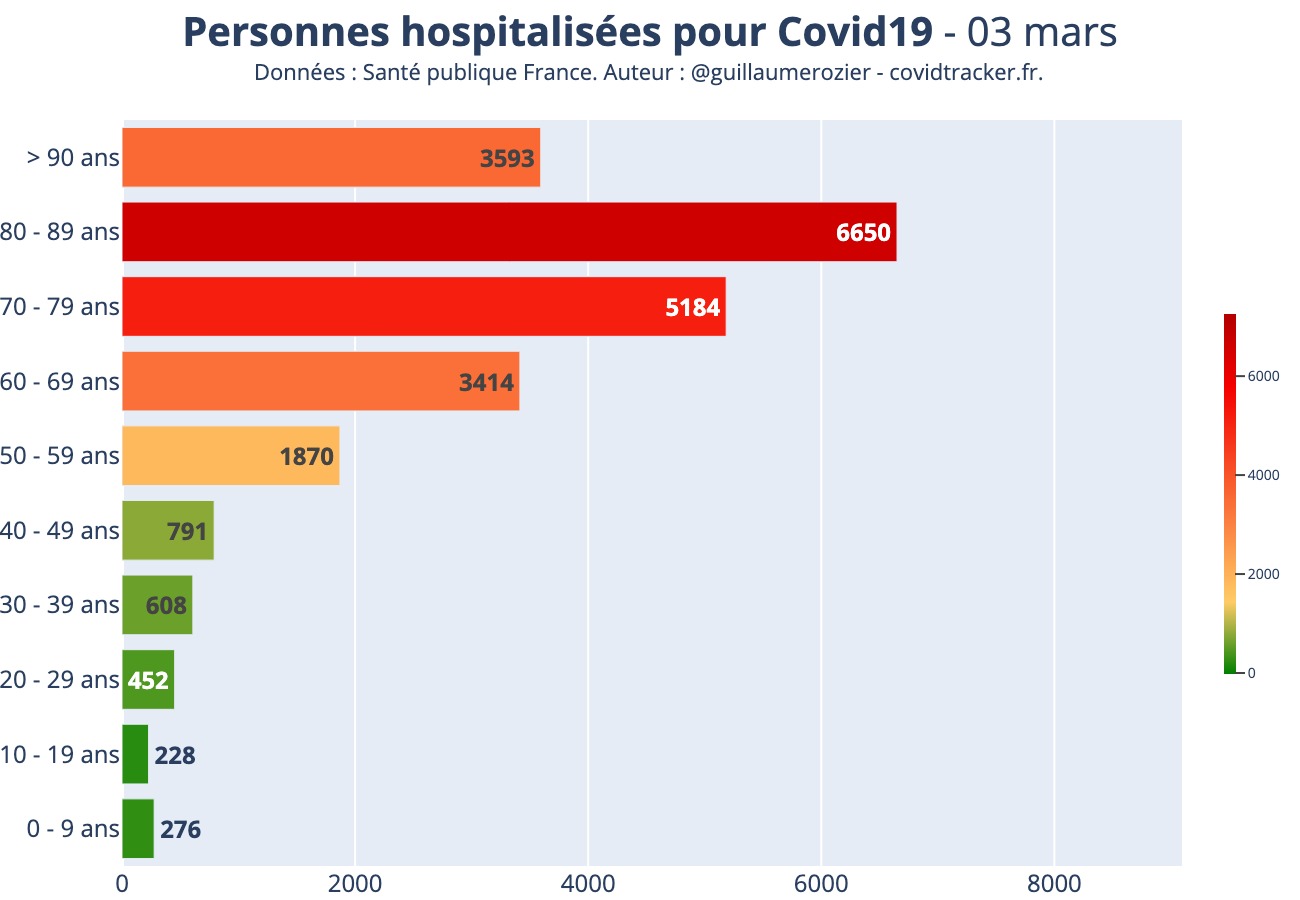 Personnes hospitalisées pour Covid19 - 03 mars
Données : Santé publique France. Auteur : @guillaumerozier - covidtracker.fr.
> 90 ans 3593
80 - 89 ans 6650
70 - 79 ans 5184
60 - 69 ans 3414
50 - 59 ans 1870
40 - 49 ans 791
30 - 39 ans 608
20 - 29 ans 452
10 - 19 ans 228
0 - 9 ans 276
0 2000 4000 6000 8000
6000
4000
2000
0